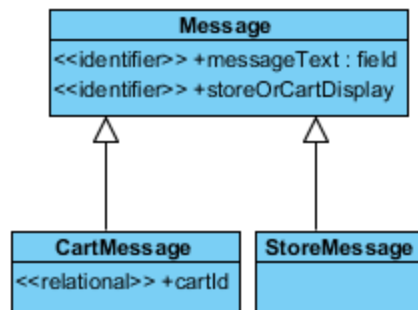 Message
<<identifier>> +messageText : field
<<identifier>> +storeOrCartDisplay
CartMessage
<<relational>> +cartId
StoreMessage